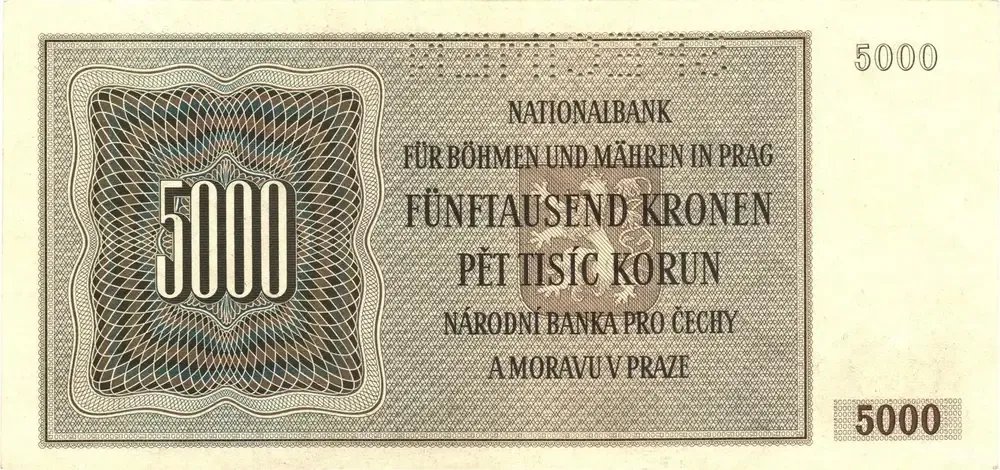 5000
NATIONALBANK
FÜR BÖHMEN UND MÄHREN IN PRAG
FÜNFTAUSEND KRONEN
PĚT TISÍC KORUN
NÁRODNÍ BANKA PRO ČECHY
A MORAVU V PRAZE
5000
5000